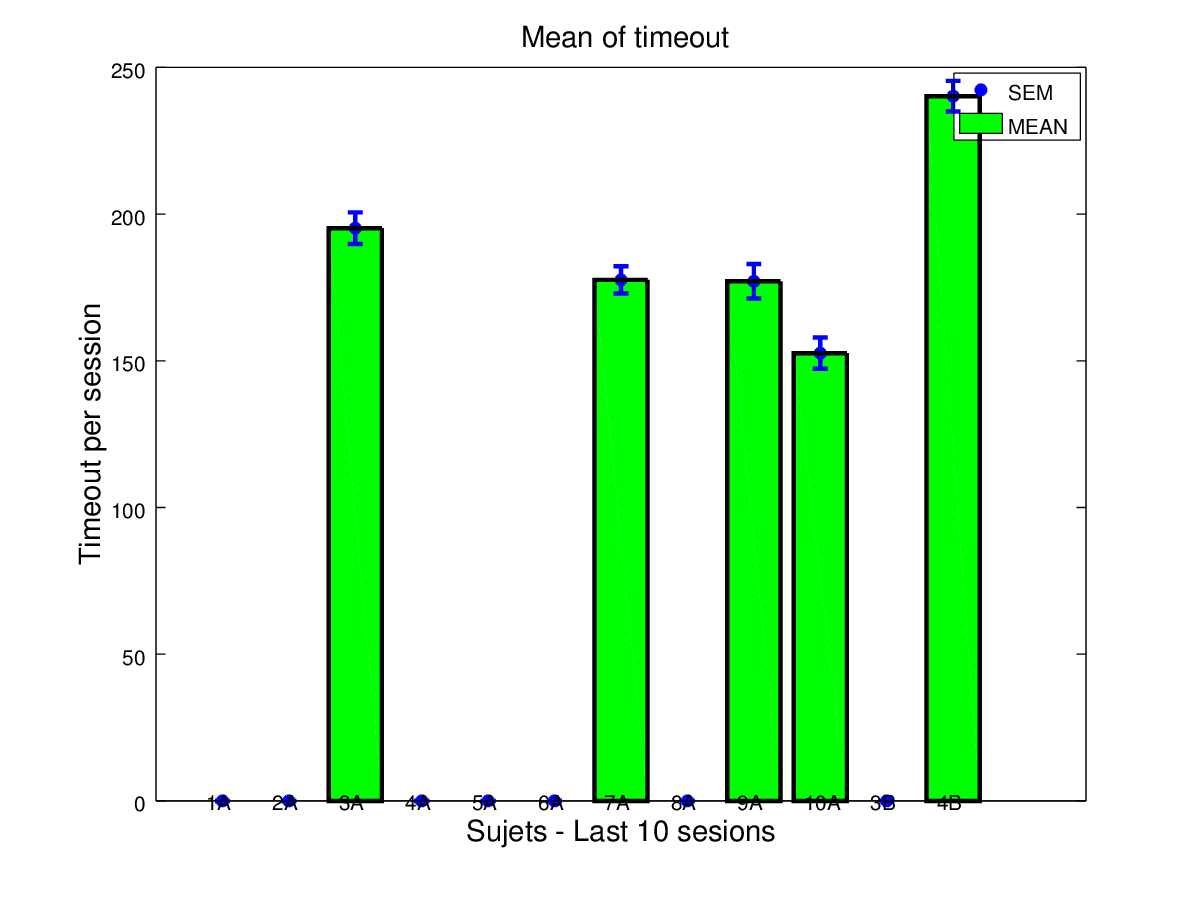 Mean of timeout
250
200
150
100
50
0
Timeout per session
SEM
MEAN
1A 2A 3A 4A 5A 6A 7A 8A 9A 10A 3B 4B
Sujets - Last 10 sesions